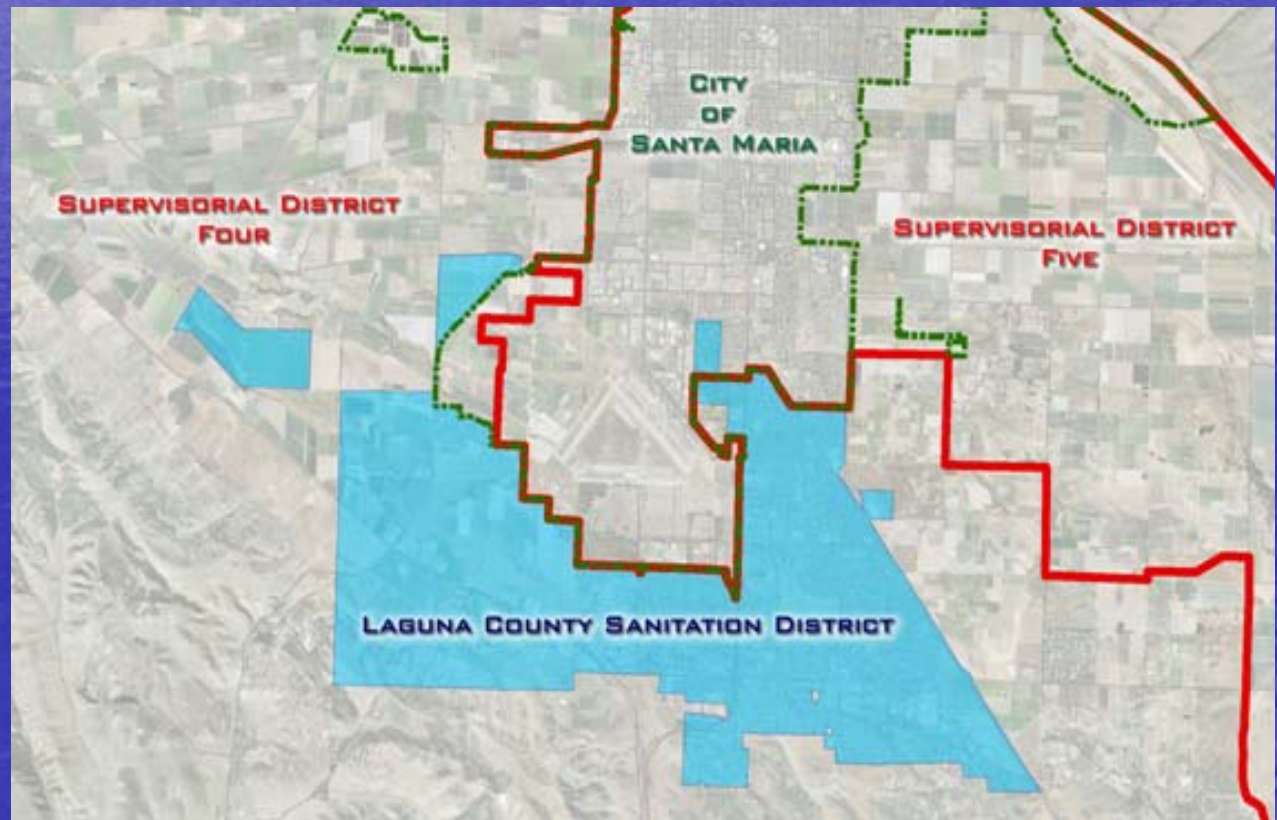 CITY
OF
SANTA MARIA
SUPERVISORIAL DISTRICT
FOUR
SUPERVISORIAL DISTRICT
FIVE
LAGUNA COUNTY SANITATION DISTRICT